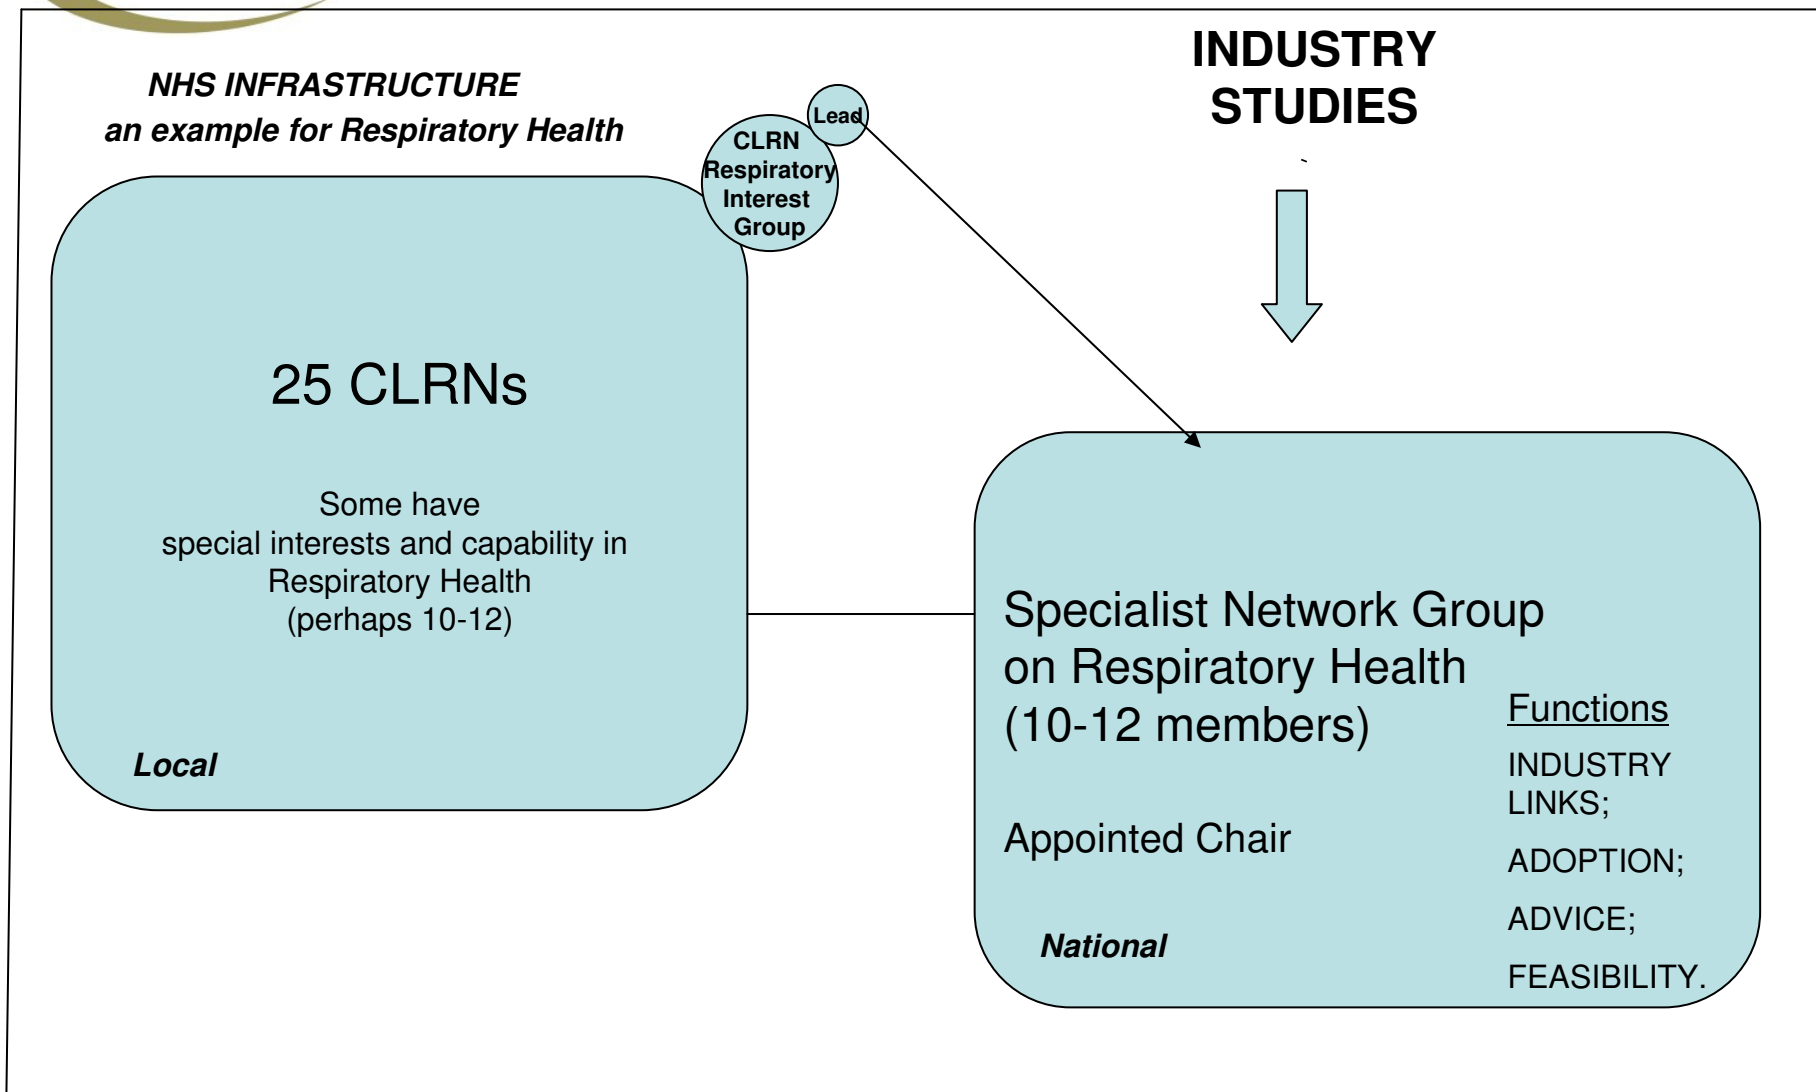 NHS INFRASTRUCTURE
an example for Respiratory Health
INDUSTRY
STUDIES
Lead
CLRN
Respiratory
Interest
Group
25 CLRNs
Some have
special interests and capability in
Respiratory Health
(perhaps 10-12)
Local
Specialist Network Group
on Respiratory Health
(10-12 members)
Appointed Chair
National
Functions
INDUSTRY
LINKS;
ADOPTION;
ADVICE;
FEASIBILITY.